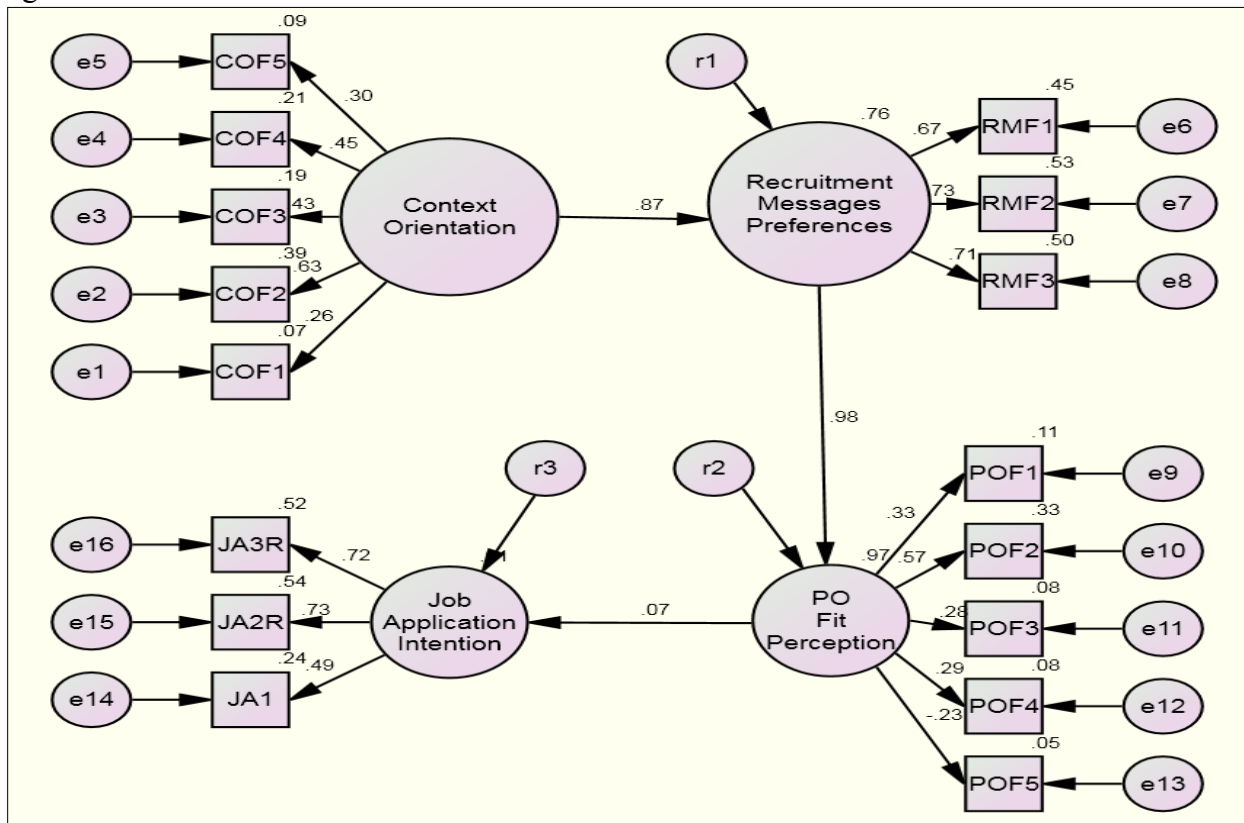 .09
e5
COF5
.30
.21
e4
COF4
.45
.19
e3
COF3
.43
.39
e2
COF2
.63
.07
e1
COF1
.26
Context
Orientation
.87
r1
.76
Recruitment
Messages
Preferences
.67
.45
RMF1
e6
.73
.53
RMF2
e7
.71
.50
RMF3
e8
.98
r3
r2
.52
e16
JA3R
.72
.54
e15
JA2R
.73
.24
e14
JA1
.49
Job
Application
Intention
.07
.97
PO
Fit
Perception
.33
.11
POF1
e9
.57
.33
POF2
e10
.28
.08
POF3
e11
.29
.08
POF4
e12
-.23
.05
POF5
e13